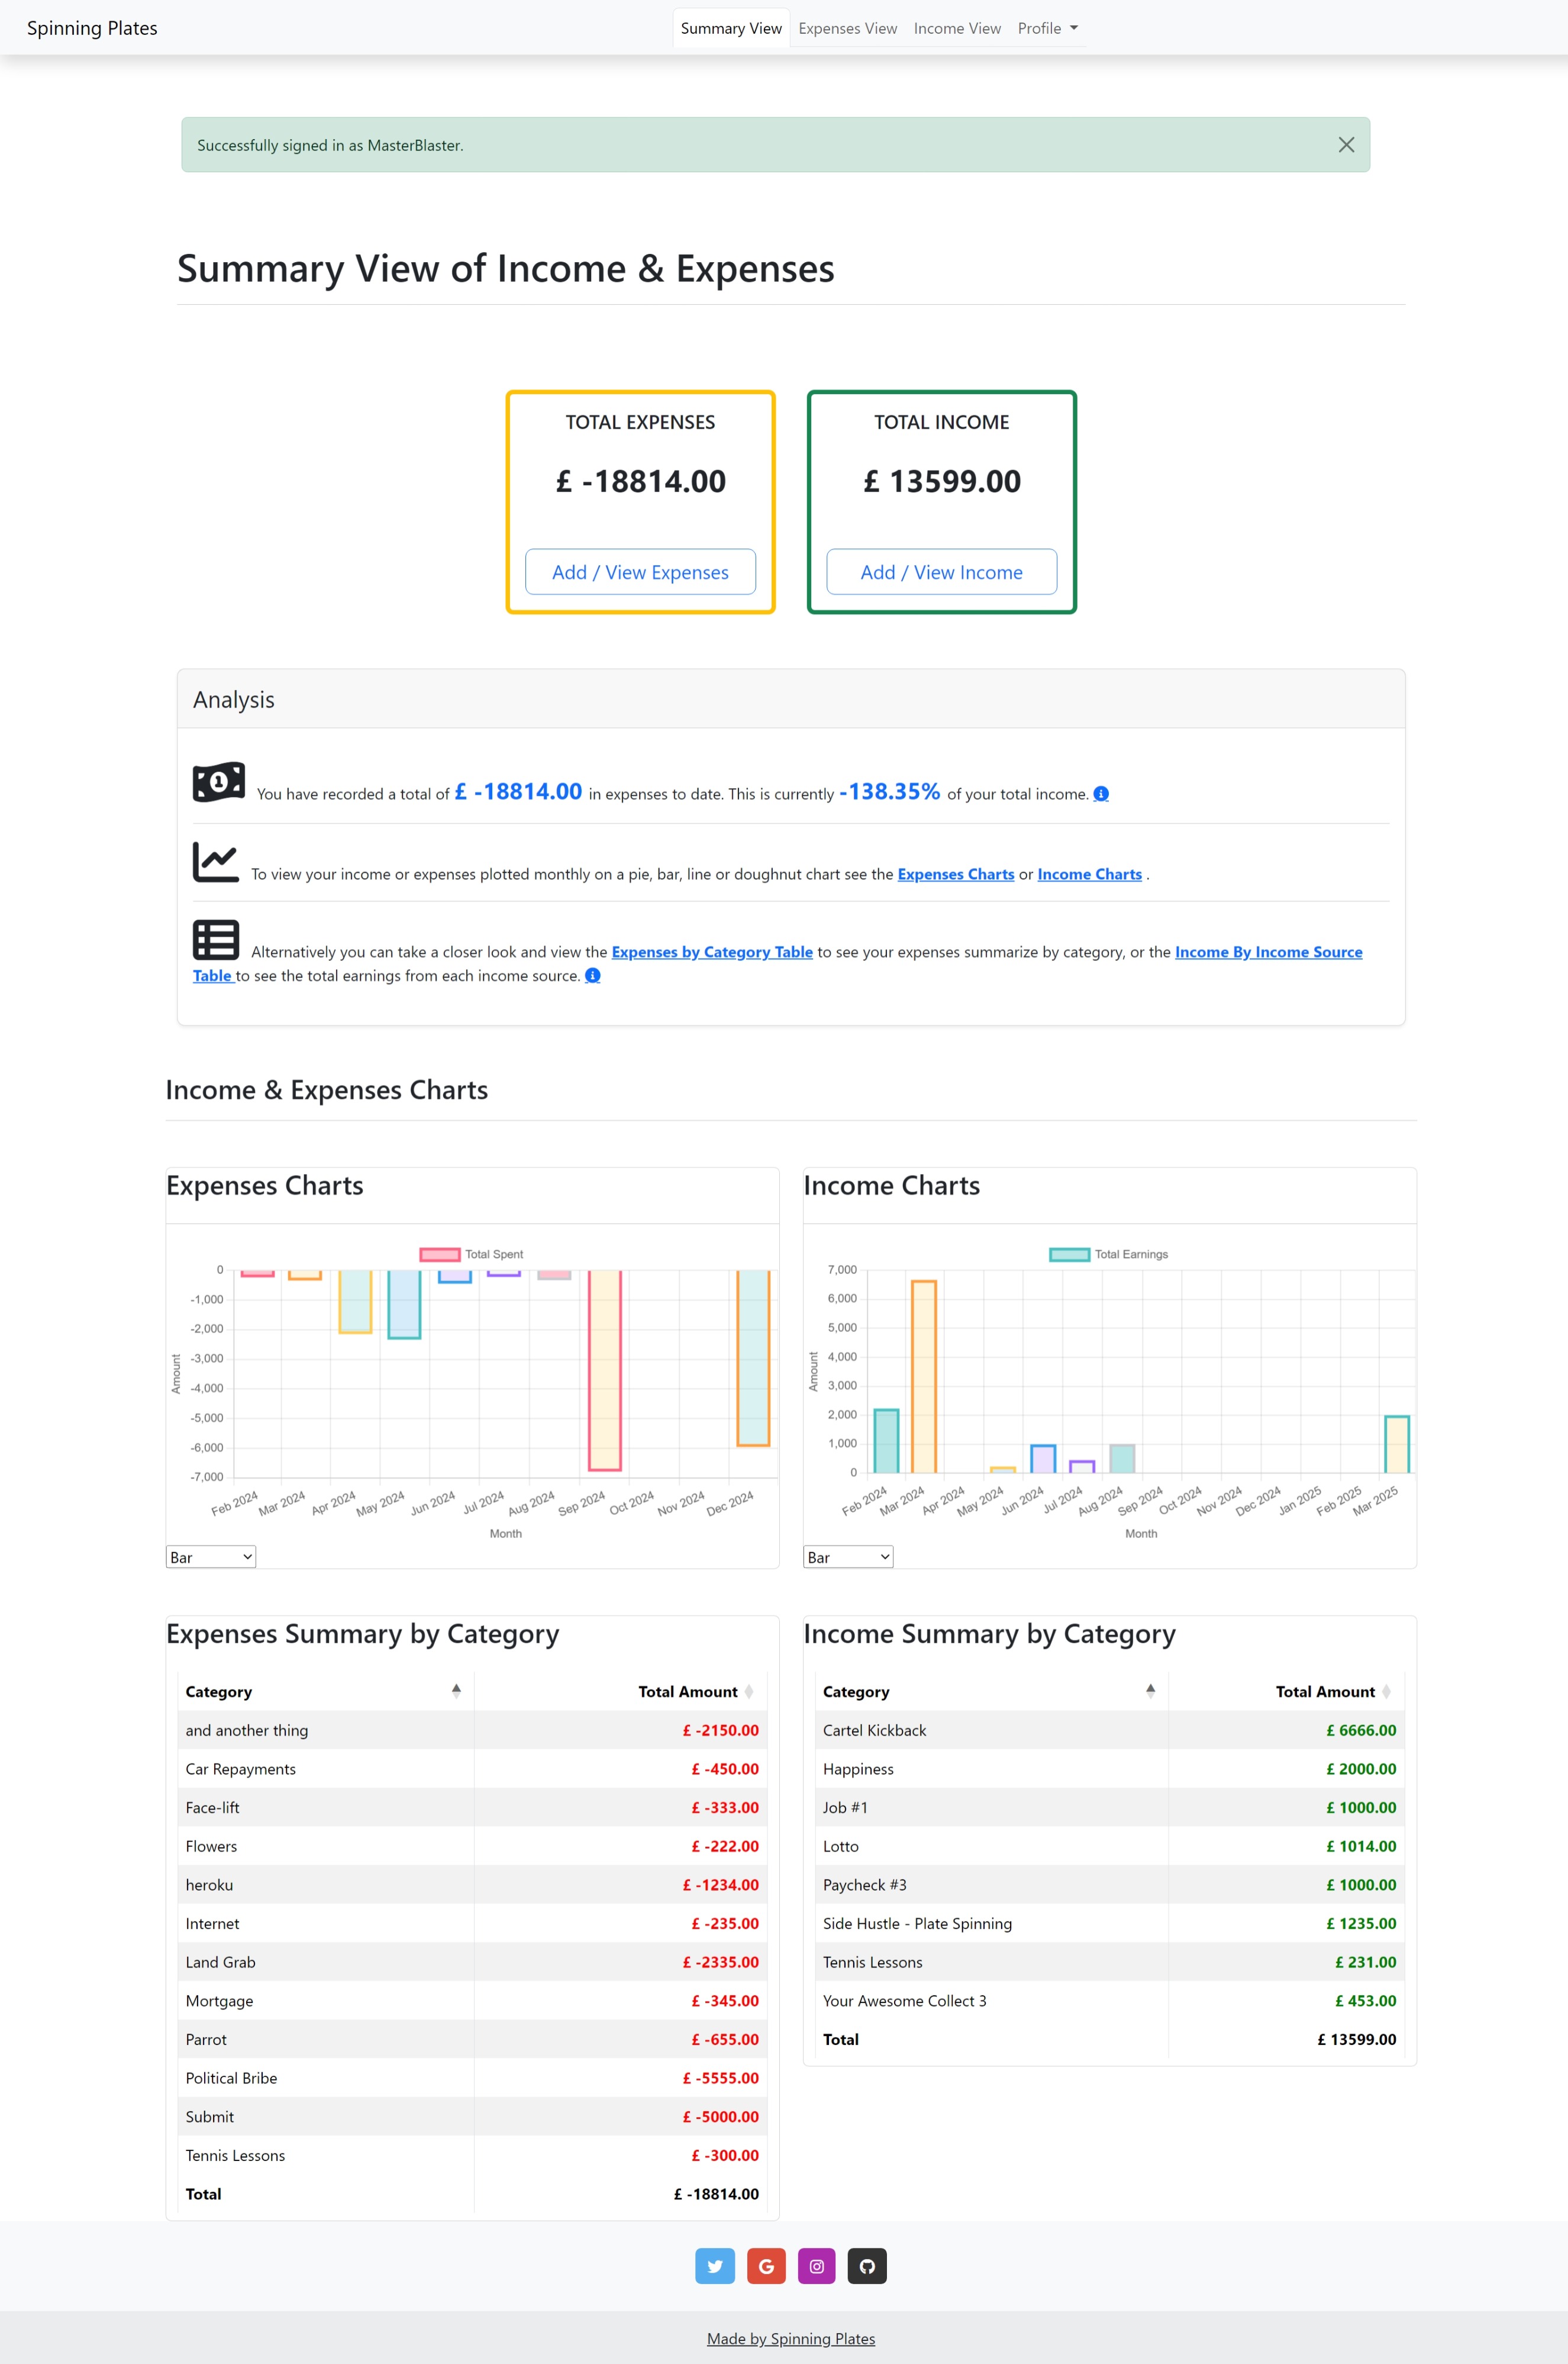 Spinning Plates
Summary View
Expenses View
Income View
Profile
Successfully signed in as MasterBlaster.
Summary View of Income & Expenses
TOTAL EXPENSES
£ -18814.00
Add / View Expenses
TOTAL INCOME
£ 13599.00
Add / View Income
Analysis
You have recorded a total of £ -18814.00 in expenses to date. This is currently -138.35% of your total income.
To view your income or expenses plotted monthly on a pie, bar, line or doughnut chart see the Expenses Charts or Income Charts .
Alternatively you can take a closer look and view the Expenses by Category Table to see your expenses summarize by category, or the Income By Income Source
Table to see the total earnings from each income source.
Income & Expenses Charts
Expenses Charts
Total Spent
0
-1,000
-2,000
-3,000
-4,000
-5,000
-6,000
-7,000
Amount
Feb 2024
Mar 2024
Apr 2024
May 2024
Jun 2024
Jul 2024
Aug 2024
Sep 2024
Oct 2024
Nov 2024
Dec 2024
Month
Bar
Income Charts
Total Earnings
7,000
6,000
5,000
4,000
3,000
2,000
1,000
0
Amount
Feb 2024
Mar 2024
Apr 2024
May 2024
Jun 2024
Jul 2024
Aug 2024
Sep 2024
Oct 2024
Nov 2024
Dec 2024
Jan 2025
Feb 2025
Mar 2025
Month
Bar
Expenses Summary by Category
Category Total Amount
and another thing £ -2150.00
Car Repayments £ -450.00
Face-lift £ -333.00
Flowers £ -222.00
heroku £ -1234.00
Internet £ -235.00
Land Grab £ -2335.00
Mortgage £ -345.00
Parrot £ -655.00
Political Bribe £ -5555.00
Submit £ -5000.00
Tennis Lessons £ -300.00
Total £ -18814.00
Income Summary by Category
Category Total Amount
Cartel Kickback £ 6666.00
Happiness £ 2000.00
Job #1 £ 1000.00
Lotto £ 1014.00
Paycheck #3 £ 1000.00
Side Hustle - Plate Spinning £ 1235.00
Tennis Lessons £ 231.00
Your Awesome Collect 3 £ 453.00
Total £ 13599.00
Made by Spinning Plates